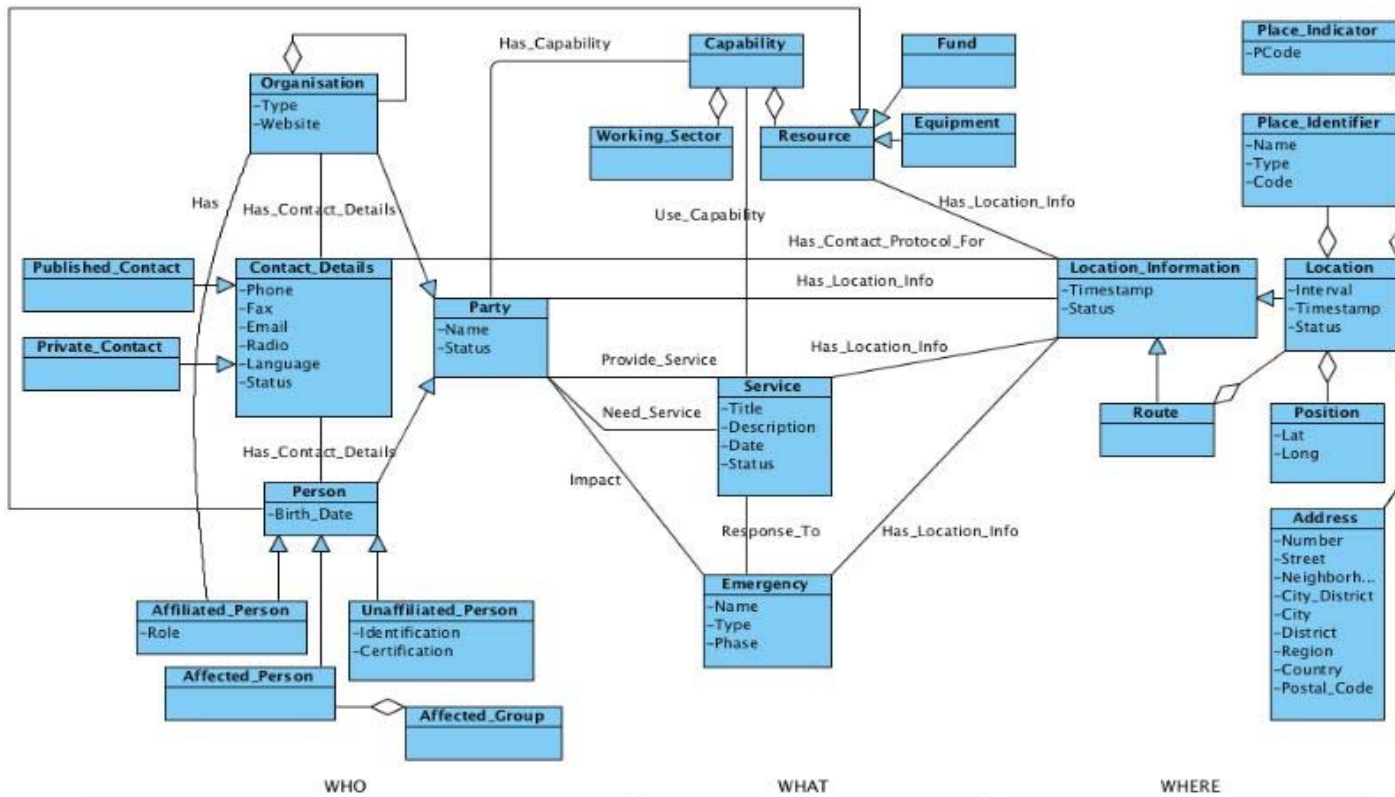 Has_Capability
Capability
Fund
Place_Indicator
-PCode
Organisation
-Type
-Website
Working_Sector
Resource
Equipment
Place_Identifier
-Name
-Type
-Code
Has
Has_Contact_Details
Use_Capability
Has_Location_Info
Has_Contact_Protocol_For
Published_Contact
Contact_Details
-Phone
-Fax
-Email
-Radio
-Language
-Status
Private_Contact
Party
-Name
-Status
Has_Location_Info
Location_Information
-Timestamp
-Status
Location
-Interval
-Timestamp
-Status
Provide_Service
Has_Location_Info
Need_Service
Service
-Title
-Description
-Date
-Status
Route
Position
-Lat
-Long
Has_Contact_Details
Impact
Person
-Birth_Date
Response_To
Has_Location_Info
Address
-Number
-Street
-Neighborh...
-City_District
-City
-District
-Region
-Country
-Postal_Code
Affiliated_Person
-Role
Unaffiliated_Person
-Identification
-Certification
Emergency
-Name
-Type
-Phase
Affected_Person
Affected_Group
WHO
WHAT
WHERE